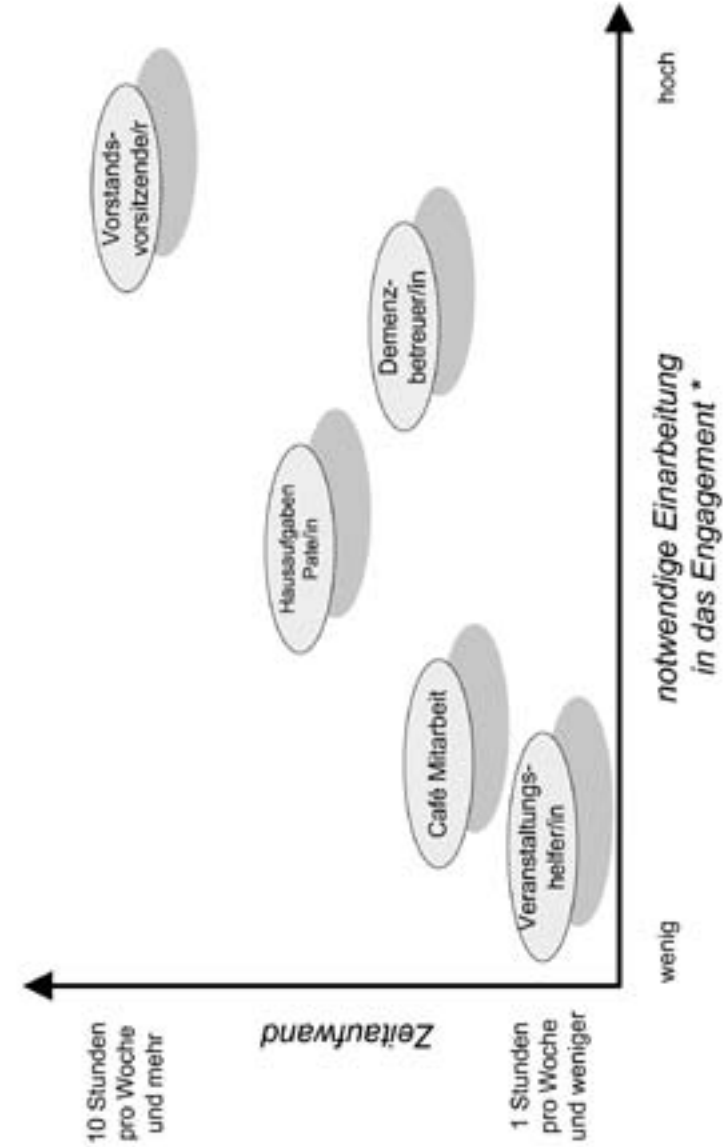 10 Stunden
pro Woche
und mehr
Zeitaufwand
1 Stunden
pro Woche
und weniger
Vorstands-
vorsitzende/r
Hausaufgaben
Pate/in
Demenz-
betreuer/in
Café Mitarbeit
Veranstaltungs-
helfer/in
wenig
hoch
notwendige Einarbeitung
in das Engagement *